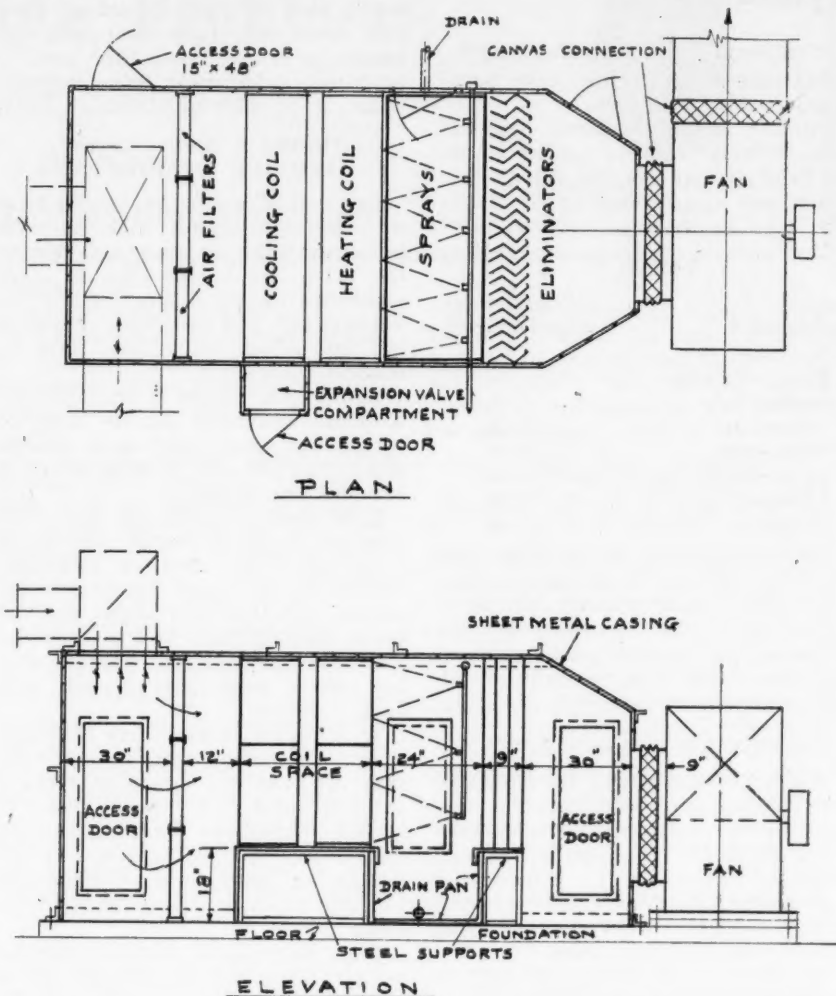 DRAIN
ACCESS DOOR
15" × 48"
CANVAS CONNECTION
AIR FILTERS
COOLING COIL
HEATING COIL
SPRAYS
ELIMINATORS
FAN
EXPANSION VALVE
COMPARTMENT
ACCESS DOOR
PLAN
SHEET METAL CASING
30"
12"
COIL
SPACE
24"
9"
30"
9"
ACCESS
DOOR
ACCESS
DOOR
18"
DRAIN PAN
FAN
FLOOR
FOUNDATION
STEEL SUPPORTS
ELEVATION